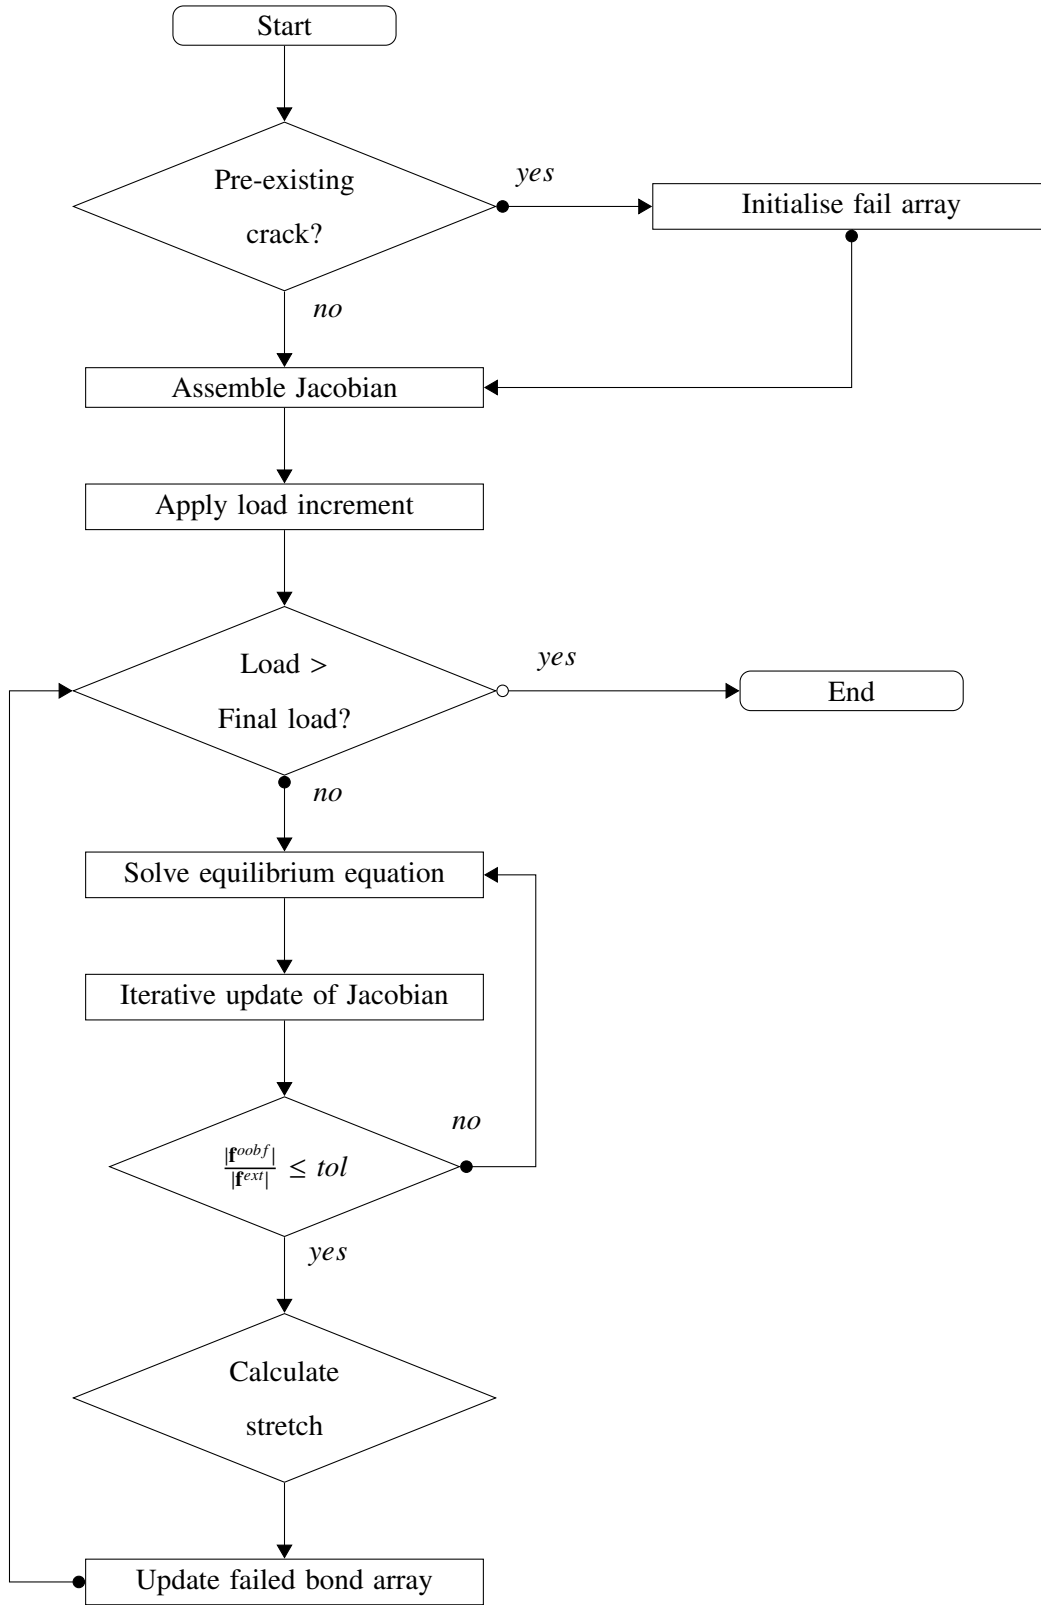 Start
Pre-existing
crack?
yes
Initialise fail array
no
Assemble Jacobian
Apply load increment
Load >
Final load?
yes
End
no
Solve equilibrium equation
Iterative update of Jacobian
|f^{oobf}|/|f^{ext}| ≤ tol
no
yes
Calculate
stretch
Update failed bond array